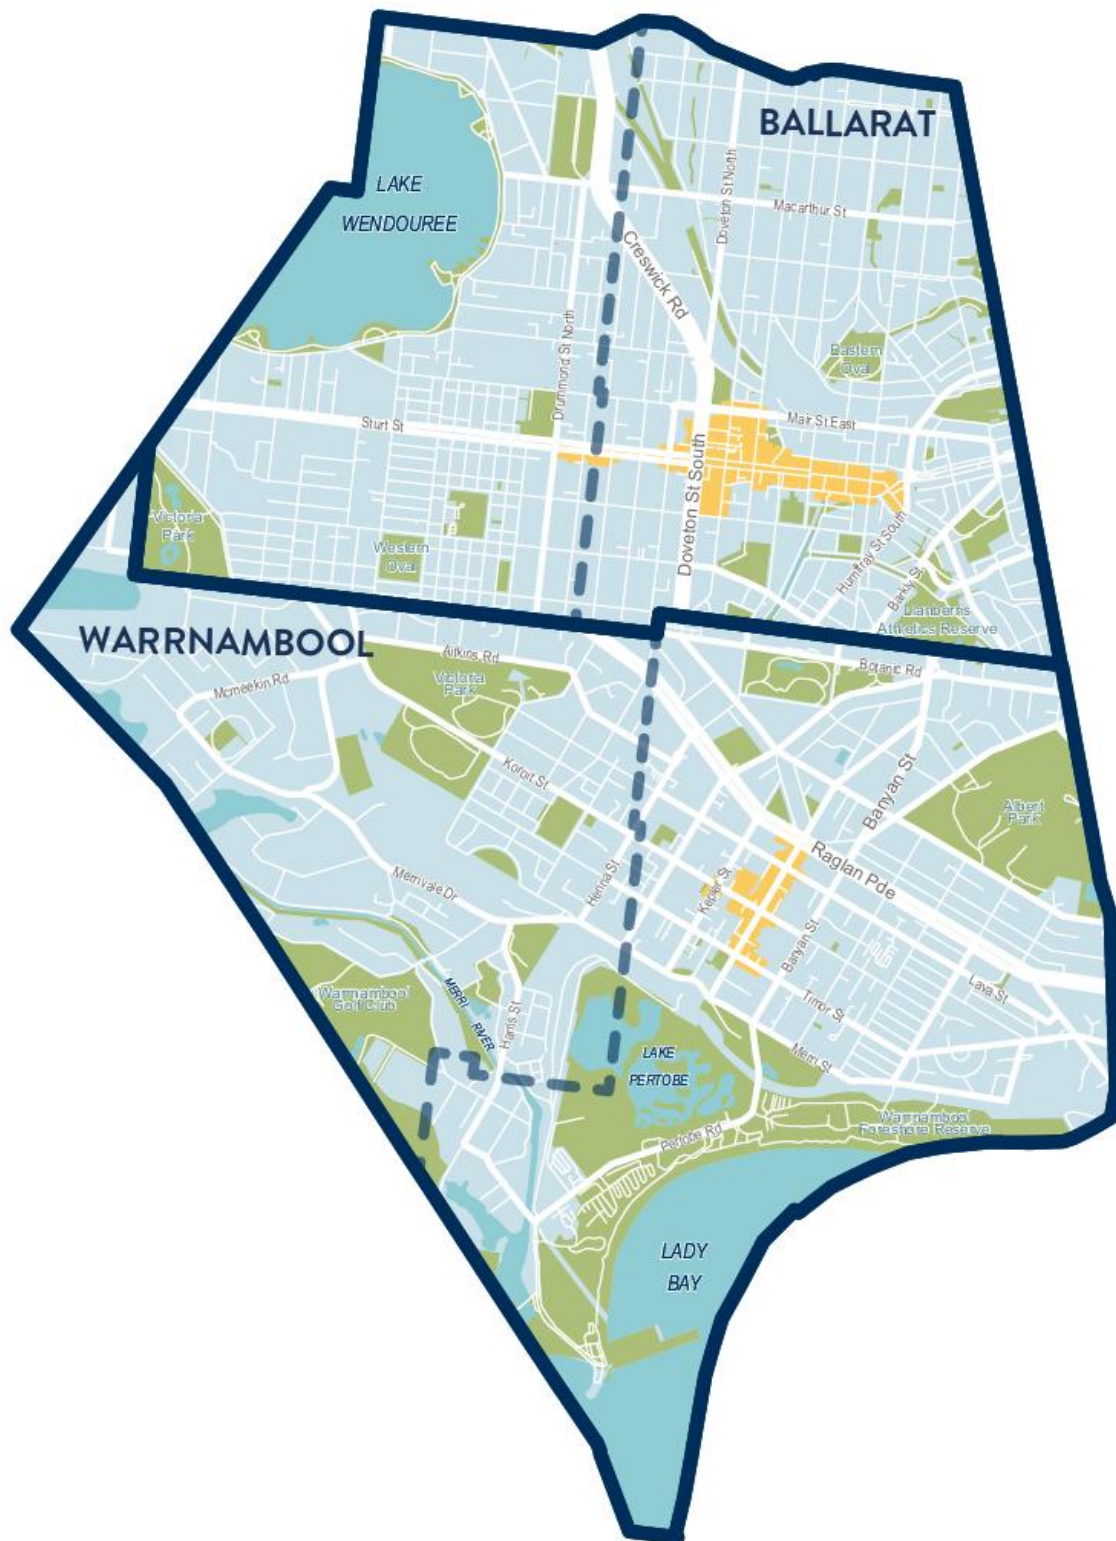 BALLARAT
LAKE
WENDOUREE
Doveton St North
Macarthur St
Creswick Rd
Drummond St North
Eastern
Oval
Sturt St
Mair St East
Doveton St South
Victoria
Park
Western
Oval
Humffray St South
Barkly St
Llanberris
Athletics Reserve
WARRNAMBOOL
Aitkins Rd
Botanic Rd
Mcmeekin Rd
Victoria
Park
Koroit St
Banyan St
Albert
Park
Raglan Pde
Merrivale Dr
Henna St
Kepler St
Banyan St
Lava St
Timor St
Warrnambool
Golf Club
MERRI
RIVER
Harris St
LAKE
PERTOBE
Merri St
Warrnambool
Foreshore Reserve
Pertobe Rd
LADY
BAY